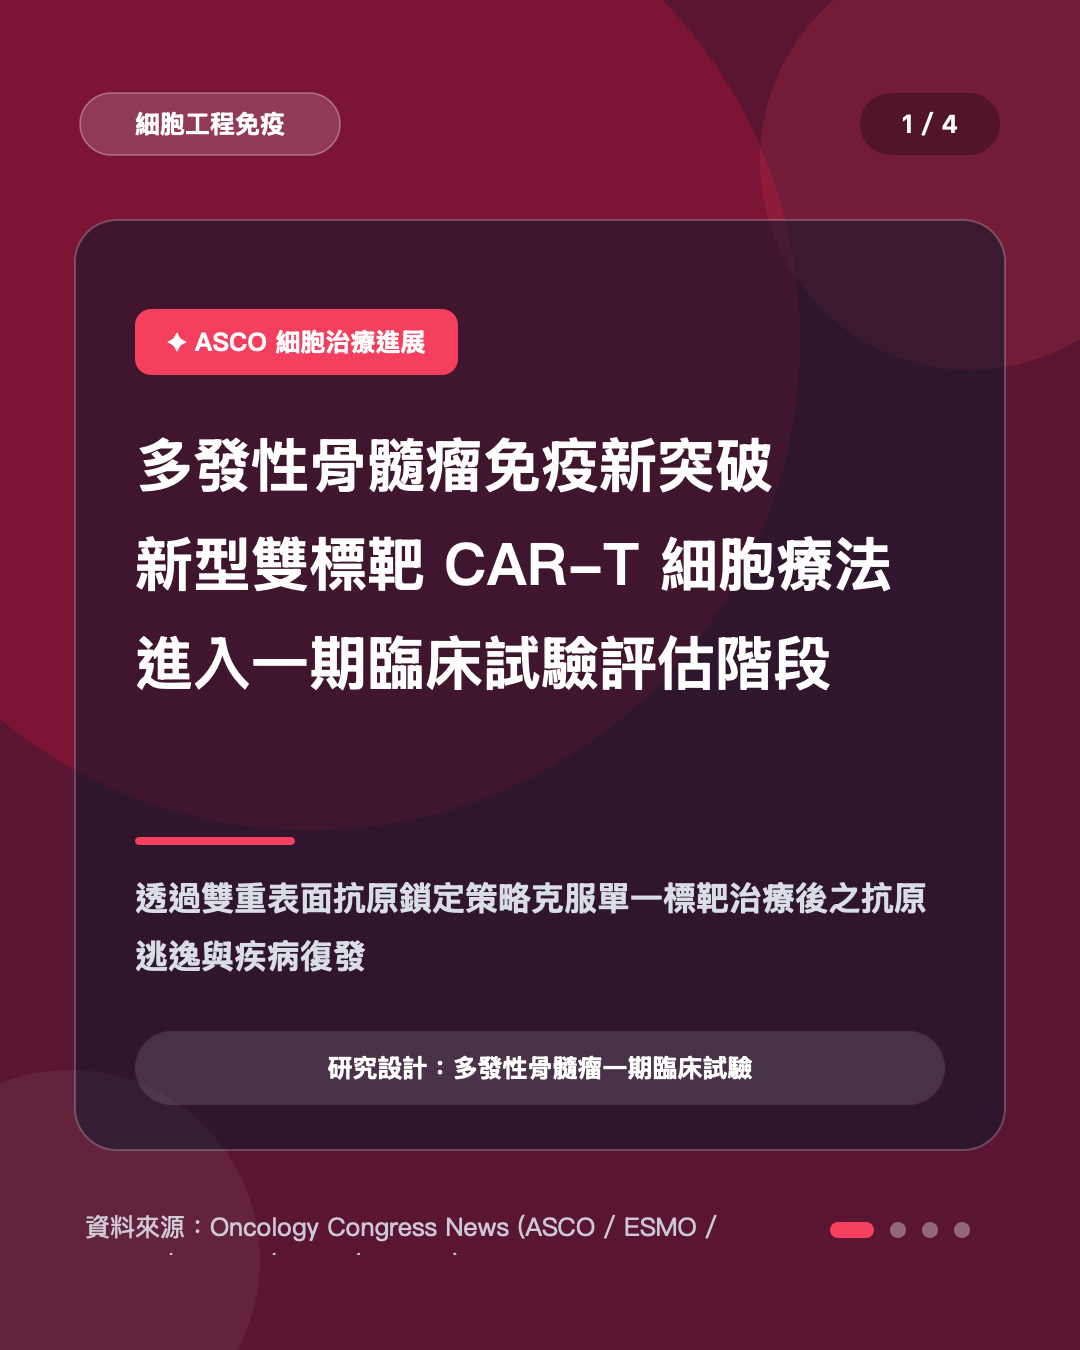 細胞工程免疫
1 / 4
✦ ASCO 細胞治療進展
多發性骨髓瘤免疫新突破
新型雙標靶 CAR-T 細胞療法
進入一期臨床試驗評估階段
透過雙重表面抗原鎖定策略克服單一標靶治療後之抗原
逃逸與疾病復發
研究設計：多發性骨髓瘤一期臨床試驗
資料來源：Oncology Congress News (ASCO / ESMO /